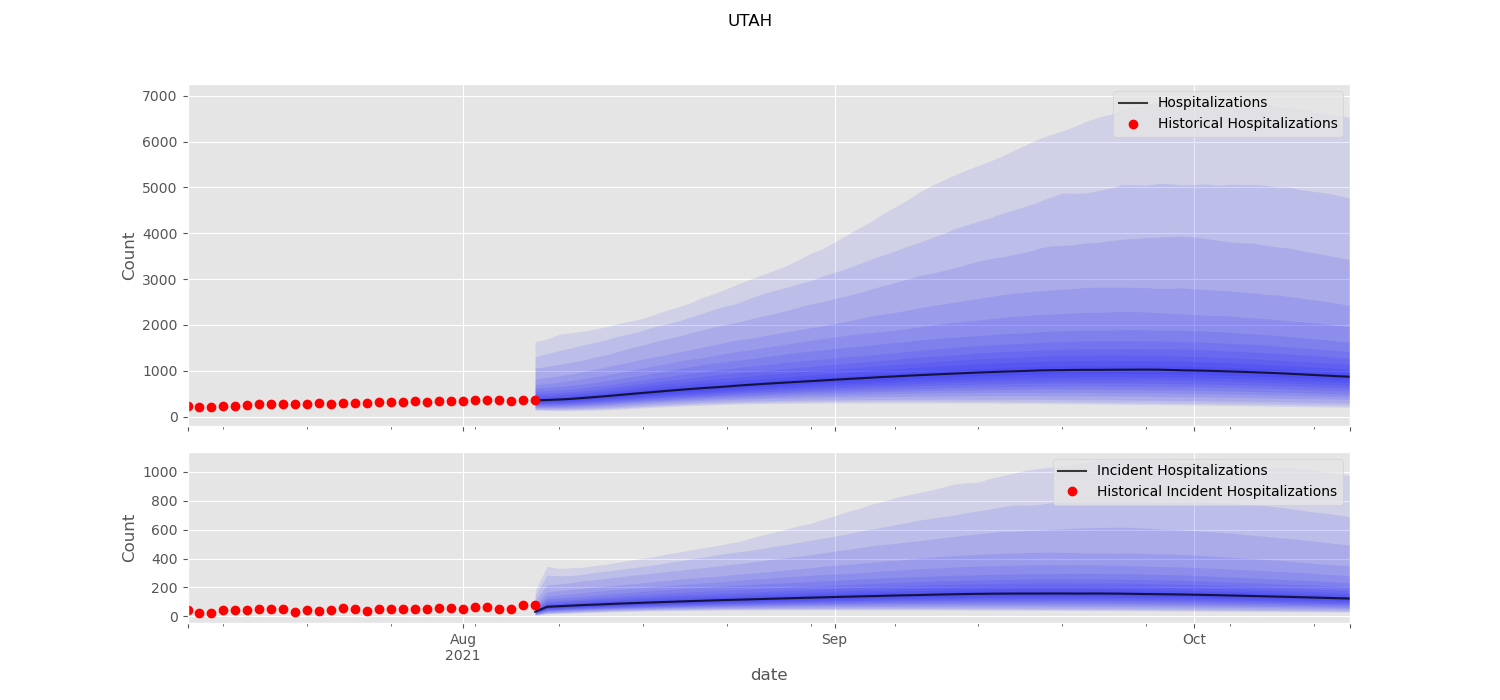 UTAH
7000
6000
5000
4000
3000
2000
1000
0
Count
Hospitalizations
Historical Hospitalizations
1000
800
600
400
200
0
Count
Incident Hospitalizations
Historical Incident Hospitalizations
Aug
2021
Sep
Oct
date